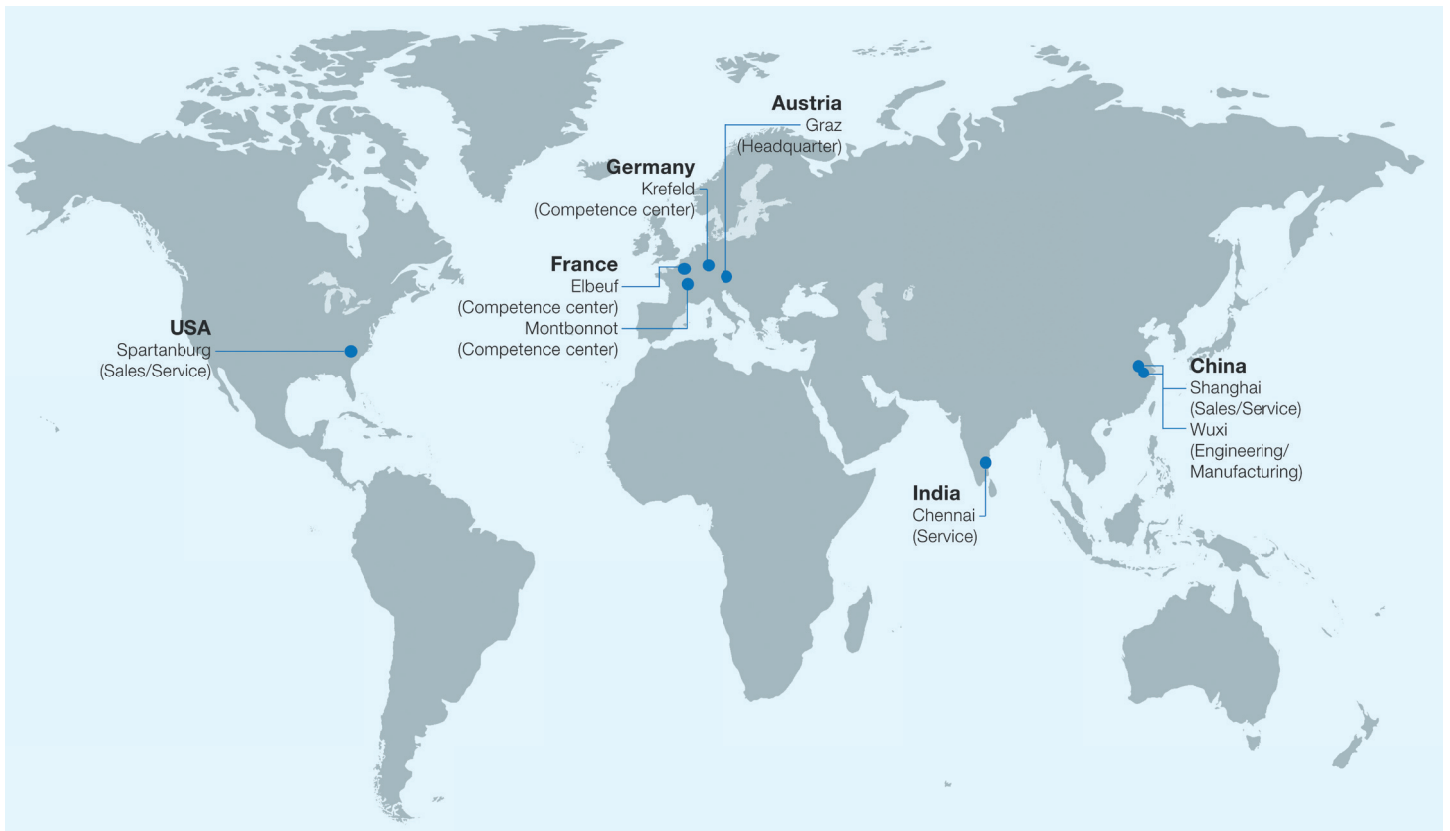 Austria
Graz
(Headquarter)
Germany
Krefeld
(Competence center)
France
Elbeuf
(Competence center)
Montbonnot
(Competence center)
USA
Spartanburg
(Sales/Service)
China
Shanghai
(Sales/Service)
Wuxi
(Engineering/
Manufacturing)
India
Chennai
(Service)